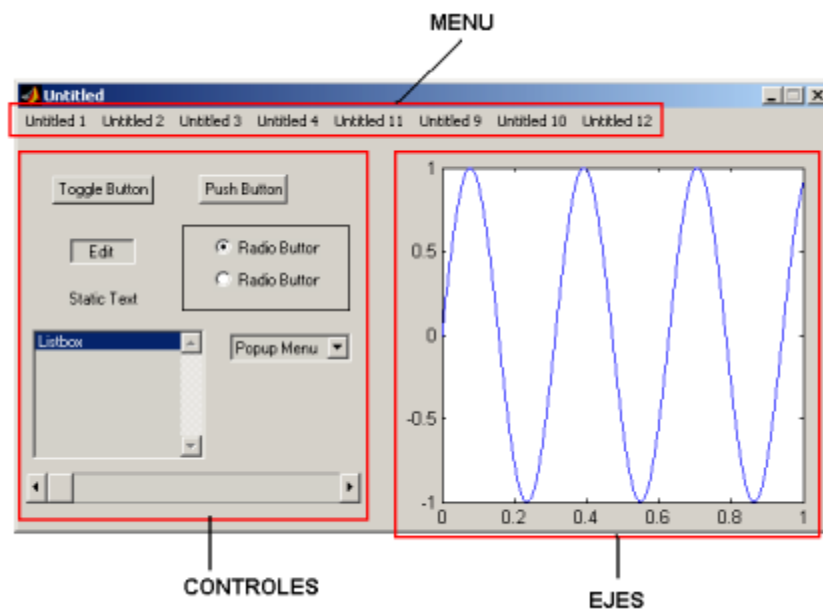 MENU
Untitled
Untitled 1 Untitled 2 Untitled 3 Untitled 4 Untitled 11 Untitled 9 Untitled 10 Untitled 12
Toggle Button
Push Button
Edit
Radio Buttor
Radio Buttor
Static Text
Listbox
Popup Menu
1
0.5
0
-0.5
-1
0 0.2 0.4 0.6 0.8 1
CONTROLES
EJES